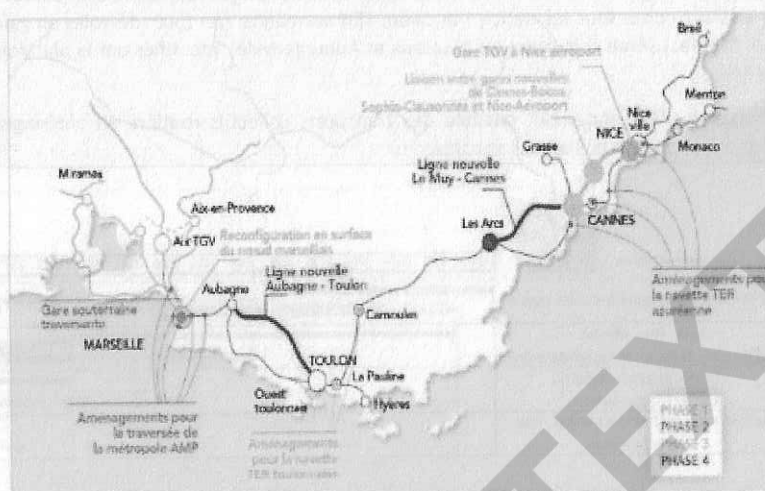 Breil
Gare TGV à Nice aéroport
Liaison entre gares nouvelles
de Cannes-Boissy
Sophia-Clausonnes et Nice-Aéroport
Menton
Nice
ville
NICE
Monaco
Grasse
Ligne nouvelle
Le Muy - Cannes
Miramas
Aix-en-Provence
Aix TGV
Reconfiguration en surface
du nœud marseillais
Les Arcs
CANNES
Ligne nouvelle
Aubagne - Toulon
Aubagne
Aménagements pour
la navette TER
azuréenne
Gare souterraine
traversante
Carnoules
MARSEILLE
TOULON
La Pauline
Ouest
toulonnais
Hyères
Aménagements pour
la traversée de
la métropole AMP
Aménagements
pour la navette
TER toulonnaise
PHASE 1
PHASE 2
PHASE 3
PHASE 4
TEX